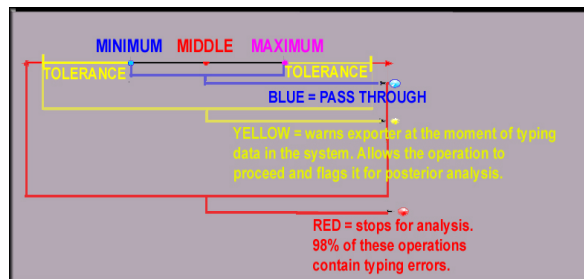 MINIMUM MIDDLE MAXIMUM
TOLERANCE TOLERANCE
BLUE = PASS THROUGH
YELLOW = warns exporter at the moment of typing
data in the system. Allows the operation to
proceed and flags it for posterior analysis.
RED = stops for analysis.
98% of these operations
contain typing errors.